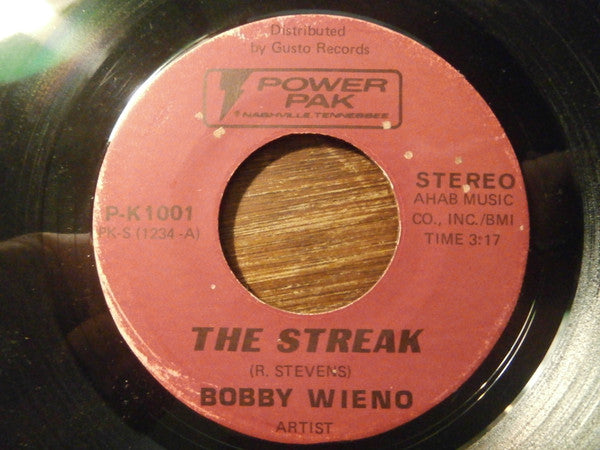 Distributed
by Gusto Records
POWER
PAK
NASHVILLE, TENNESSEE
P-K1001
PK-S (1234-A)
STEREO
AHAB MUSIC
CO., INC./BMI
TIME 3:17
THE STREAK
(R. STEVENS)
BOBBY WIENO
ARTIST